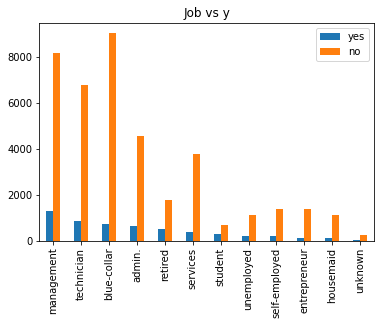 Job vs y
yes
no
8000
6000
4000
2000
0
management
technician
blue-collar
admin.
retired
services
student
unemployed
self-employed
entrepreneur
housemaid
unknown